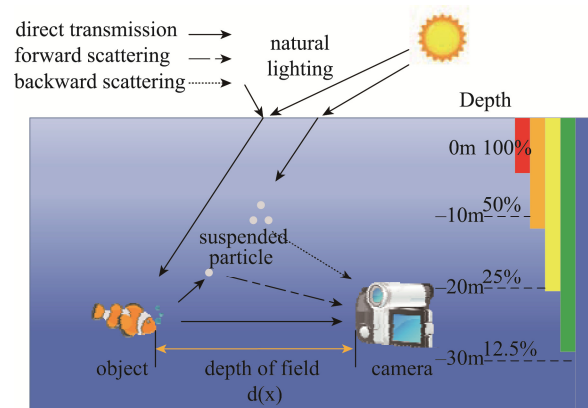 direct transmission
forward scattering
backward scattering
natural
lighting
Depth
0m 100%
50%
–10m
suspended
particle
25%
–20m
12.5%
–30m
object
depth of field
camera
d(x)